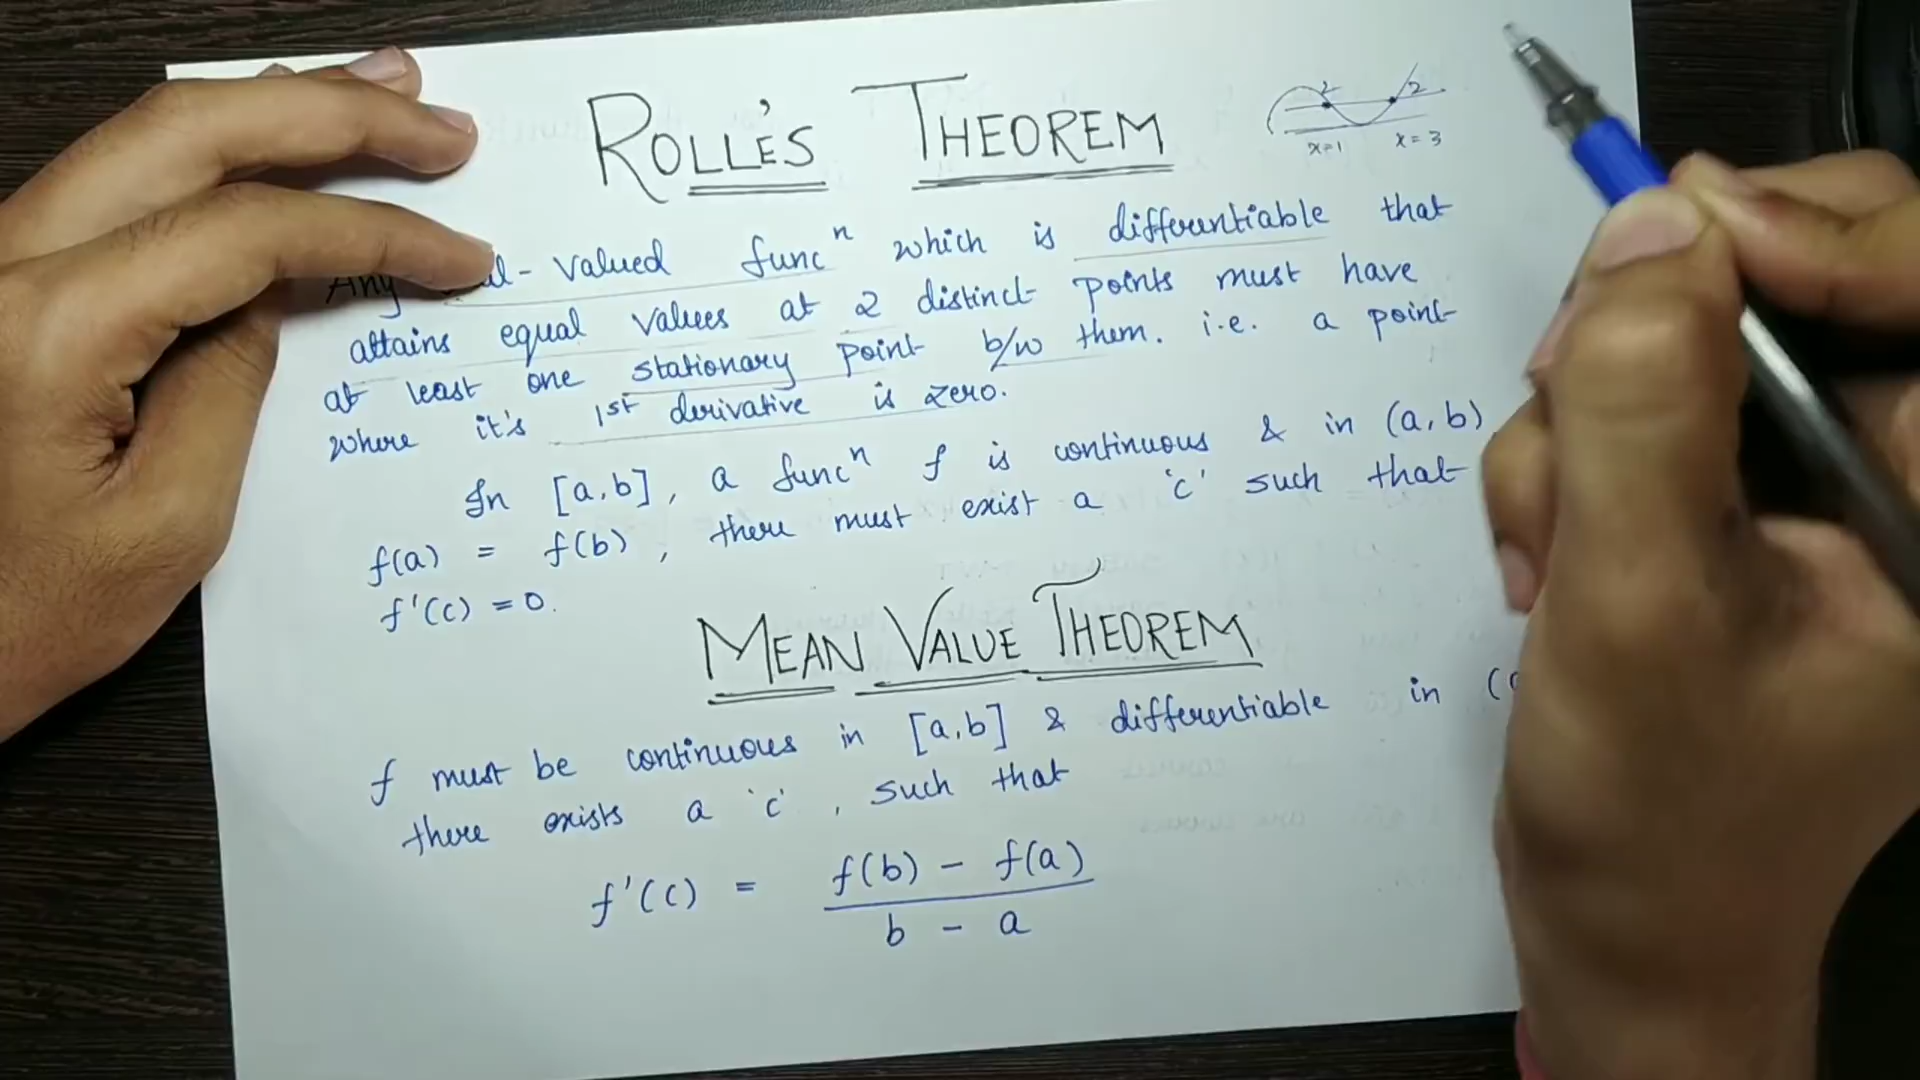 ROLLE'S THEOREM
2 2
x=1 x=3
Any l-valued funcⁿ which is differentiable that
attains equal values at 2 distinct points must have
at least one stationary point b/w them. i.e. a point
where it's 1st derivative is zero.
In [a,b], a funcⁿ f is continuous & in (a,b)
f(a) = f(b), there must exist a 'c' such that
f'(c) = 0.
MEAN VALUE THEOREM
f must be continuous in [a,b] & differentiable in (
there exists a 'c', such that
f'(c) = f(b) - f(a)
b - a